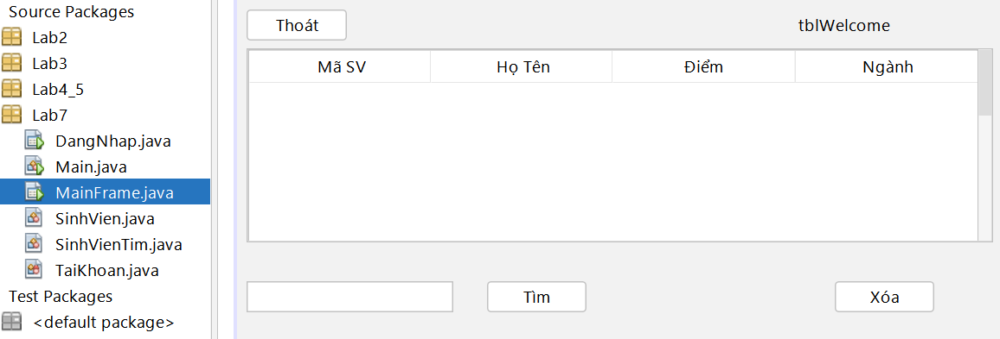 Source Packages
Lab2
Lab3
Lab4_5
Lab7
DangNhap.java
Main.java
MainFrame.java
SinhVien.java
SinhVienTim.java
TaiKhoan.java
Test Packages
<default package>
Thoát
tblWelcome
Mã SV Họ Tên Điểm Ngành
Tìm
Xóa